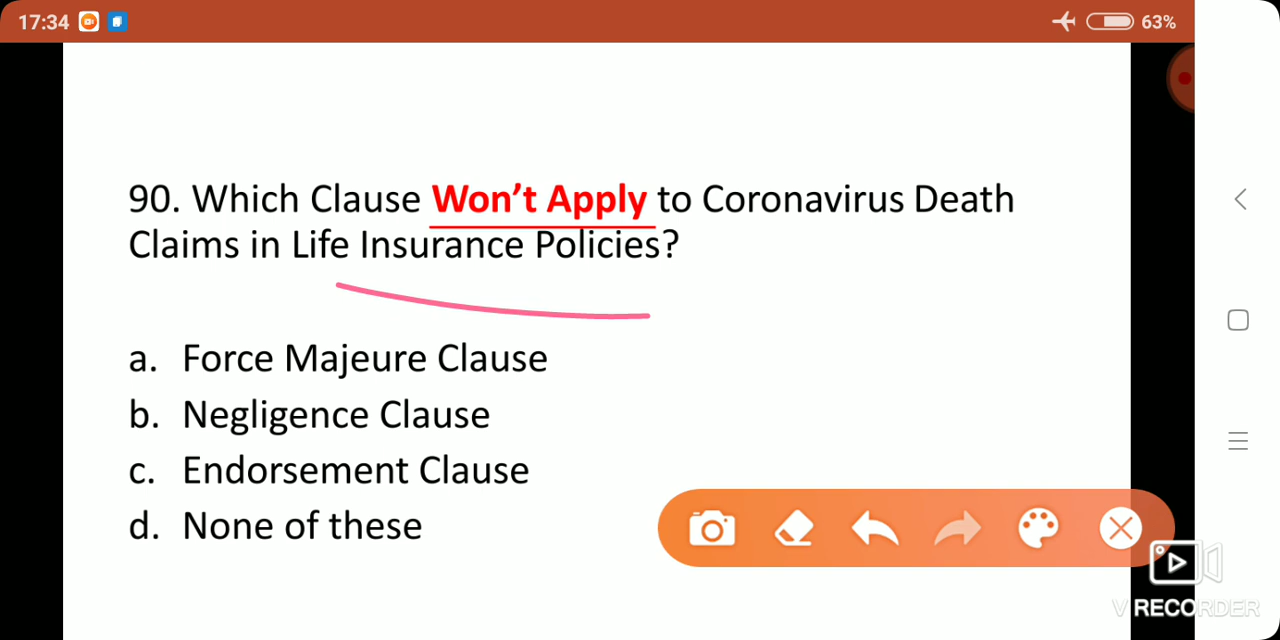 17:34
63%
90. Which Clause Won't Apply to Coronavirus Death
Claims in Life Insurance Policies?
a. Force Majeure Clause
b. Negligence Clause
c. Endorsement Clause
d. None of these
V RECORDER